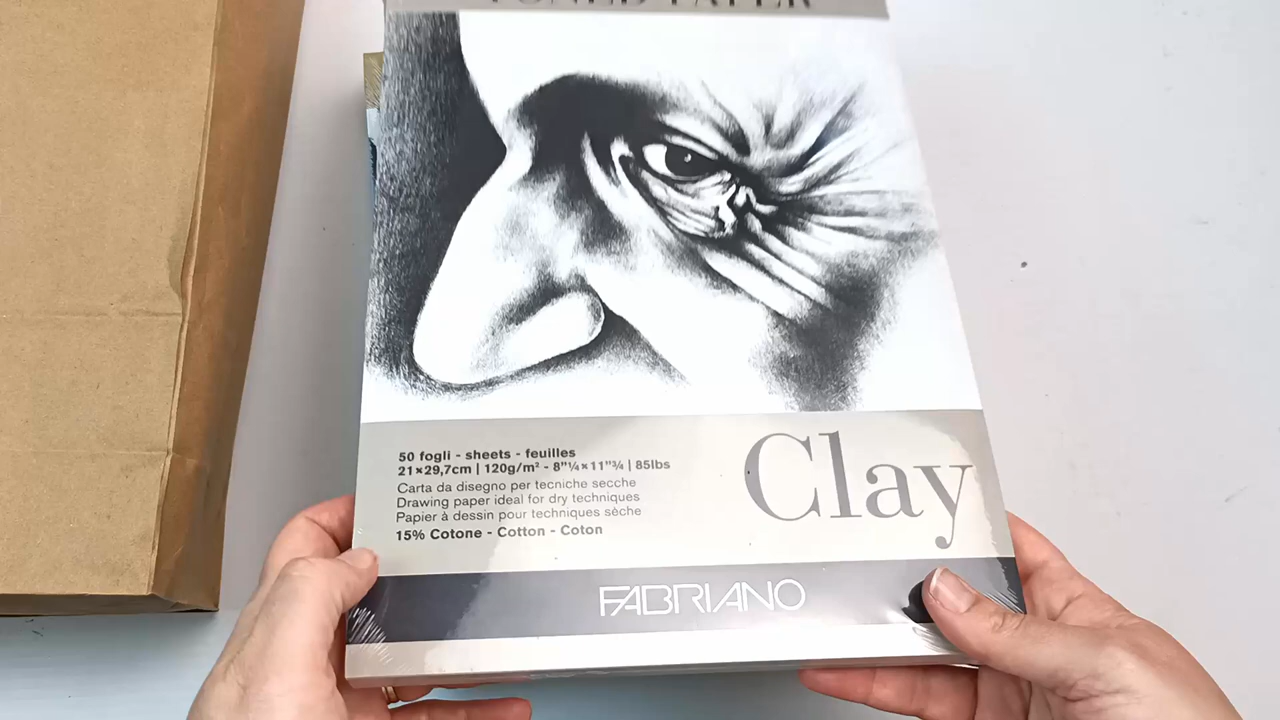 TONED PAPER
50 fogli - sheets - feuilles
21×29,7cm | 120g/m² - 8"¼×11"¾ | 85lbs
Carta da disegno per tecniche secche
Drawing paper ideal for dry techniques
Papier à dessin pour techniques sèche
15% Cotone - Cotton - Coton
Clay
FABRIANO